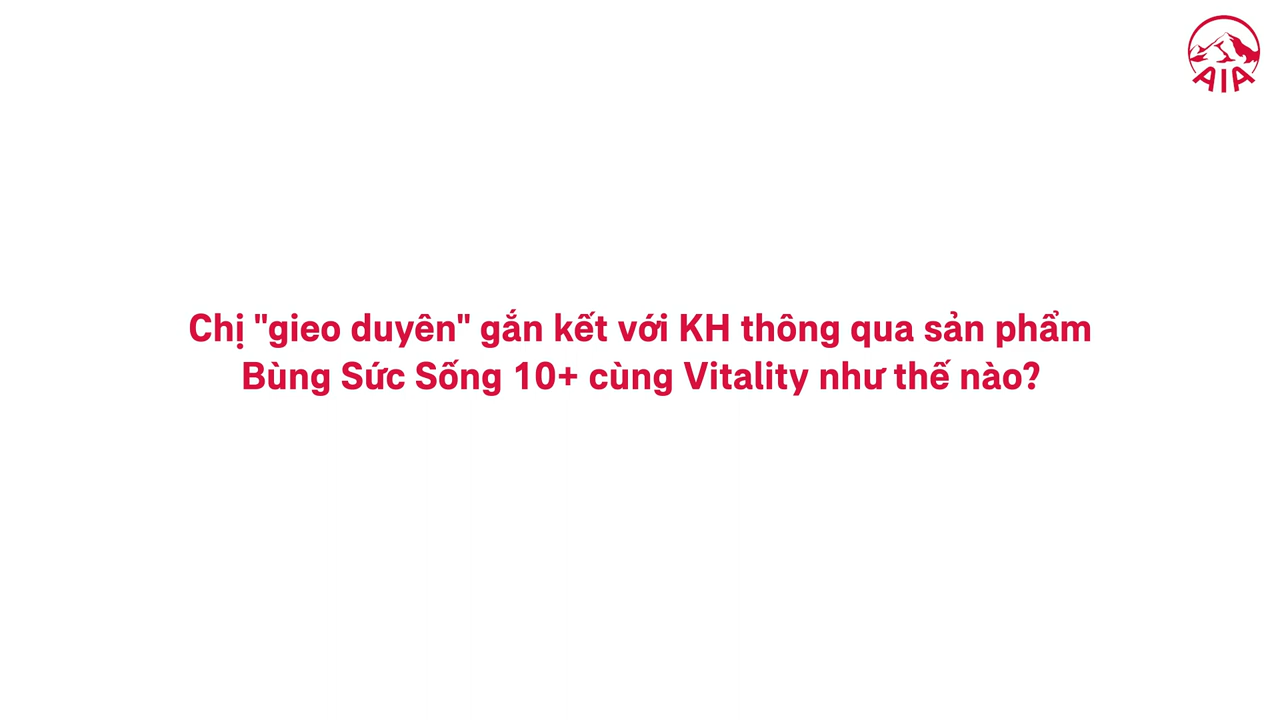 AIA
Chị "gieo duyên" gắn kết với KH thông qua sản phẩm
Bùng Sức Sống 10+ cùng Vitality như thế nào?